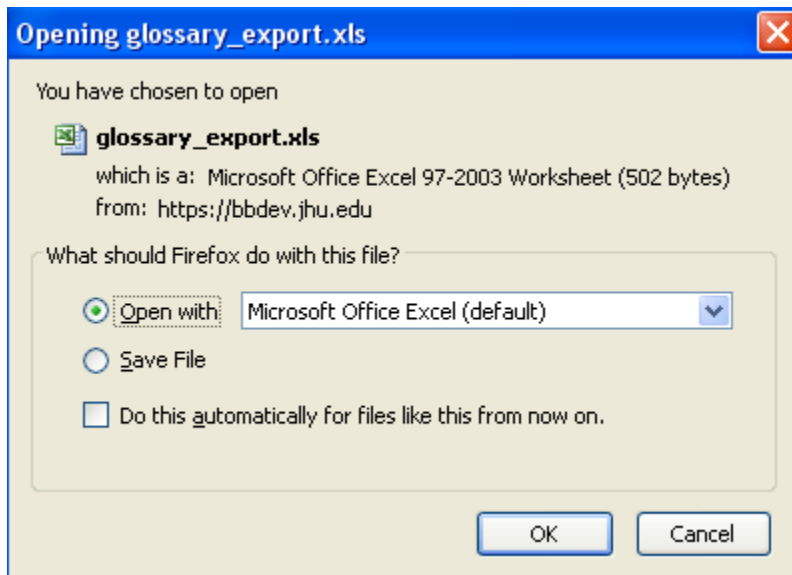 Opening glossary_export.xls
You have chosen to open
glossary_export.xls
which is a: Microsoft Office Excel 97-2003 Worksheet (502 bytes)
from: https://bbdev.jhu.edu
What should Firefox do with this file?
Open with Microsoft Office Excel (default)
Save File
Do this automatically for files like this from now on.
OK Cancel